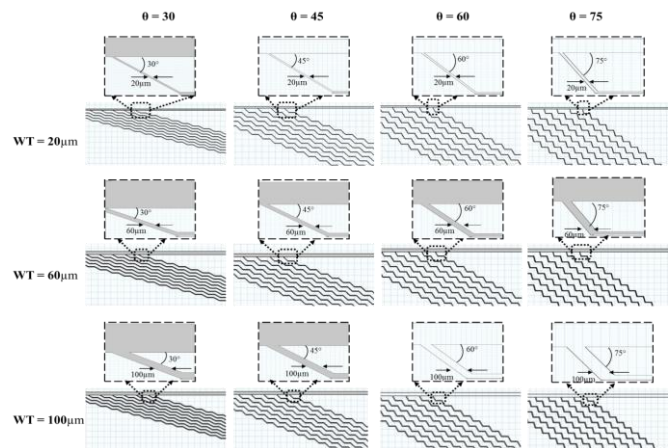 θ = 30 θ = 45 θ = 60 θ = 75
30° 45° 60° 75°
20μm 20μm 20μm 20μm
WT = 20μm
30° 45° 60° 75°
60μm 60μm 60μm 60μm
WT = 60μm
30° 45° 60° 75°
100μm 100μm 100μm 100μm
WT = 100μm